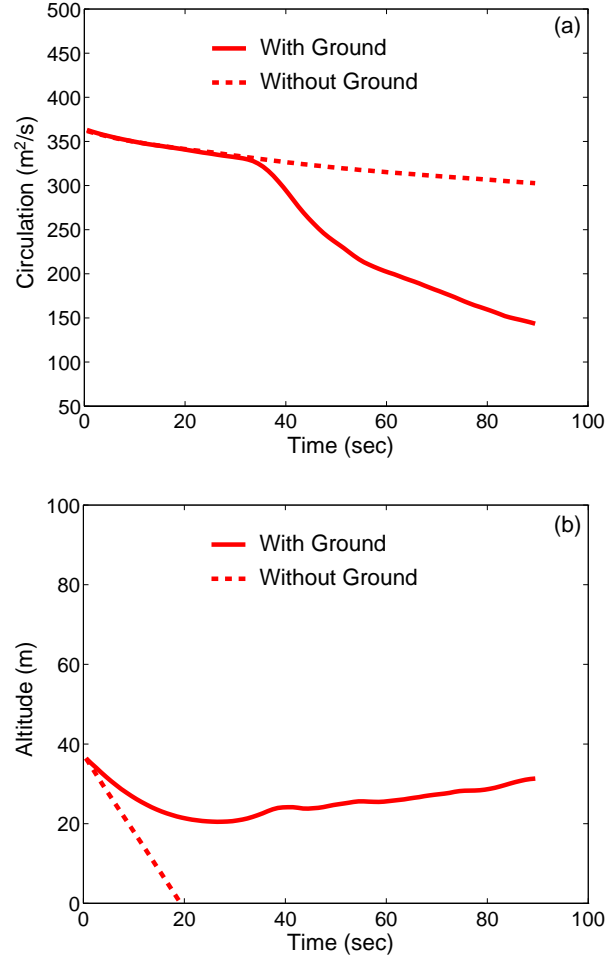 (a)
500
450
400
350
300
250
200
150
100
50
Circulation (m²/s)
With Ground
Without Ground
0 20 40 60 80 100
Time (sec)
(b)
100
80
60
40
20
0
Altitude (m)
With Ground
Without Ground
0 20 40 60 80 100
Time (sec)